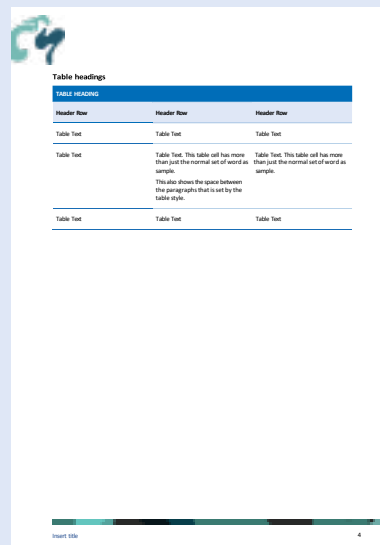 Table headings
TABLE HEADING
Header Row Header Row Header Row
Table Text Table Text Table Text
Table Text
Table Text. This table cell has more
than just the normal set of word as
sample.
This also shows the space between
the paragraphs that is set by the
table style.
Table Text. This table cell has more
than just the normal set of word as
sample.
Table Text Table Text Table Text
Insert title 4